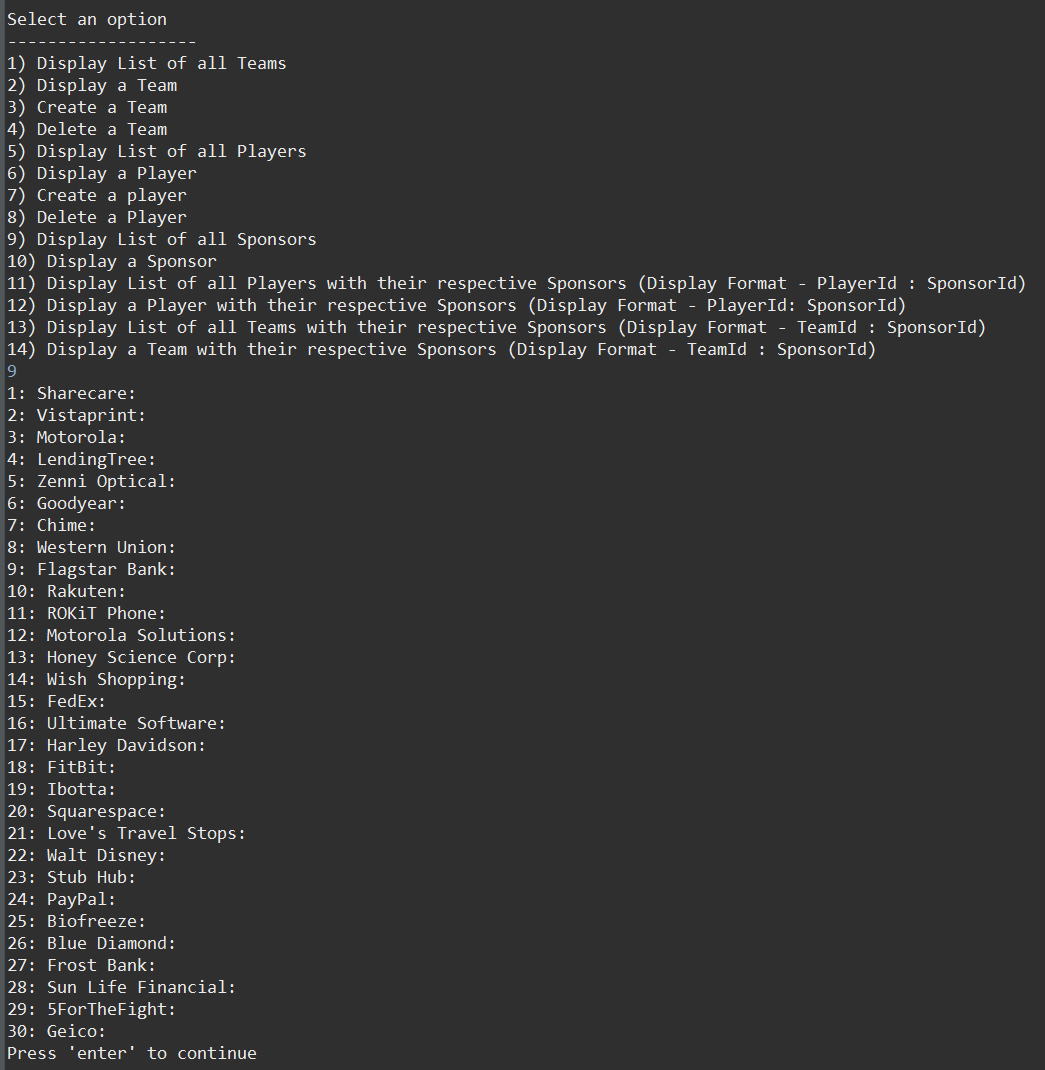 Select an option
-------------------
1) Display List of all Teams
2) Display a Team
3) Create a Team
4) Delete a Team
5) Display List of all Players
6) Display a Player
7) Create a player
8) Delete a Player
9) Display List of all Sponsors
10) Display a Sponsor
11) Display List of all Players with their respective Sponsors (Display Format - PlayerId : SponsorId)
12) Display a Player with their respective Sponsors (Display Format - PlayerId: SponsorId)
13) Display List of all Teams with their respective Sponsors (Display Format - TeamId : SponsorId)
14) Display a Team with their respective Sponsors (Display Format - TeamId : SponsorId)
9
1: Sharecare:
2: Vistaprint:
3: Motorola:
4: LendingTree:
5: Zenni Optical:
6: Goodyear:
7: Chime:
8: Western Union:
9: Flagstar Bank:
10: Rakuten:
11: ROKiT Phone:
12: Motorola Solutions:
13: Honey Science Corp:
14: Wish Shopping:
15: FedEx:
16: Ultimate Software:
17: Harley Davidson:
18: FitBit:
19: Ibotta:
20: Squarespace:
21: Love's Travel Stops:
22: Walt Disney:
23: Stub Hub:
24: PayPal:
25: Biofreeze:
26: Blue Diamond:
27: Frost Bank:
28: Sun Life Financial:
29: 5ForTheFight:
30: Geico:
Press 'enter' to continue